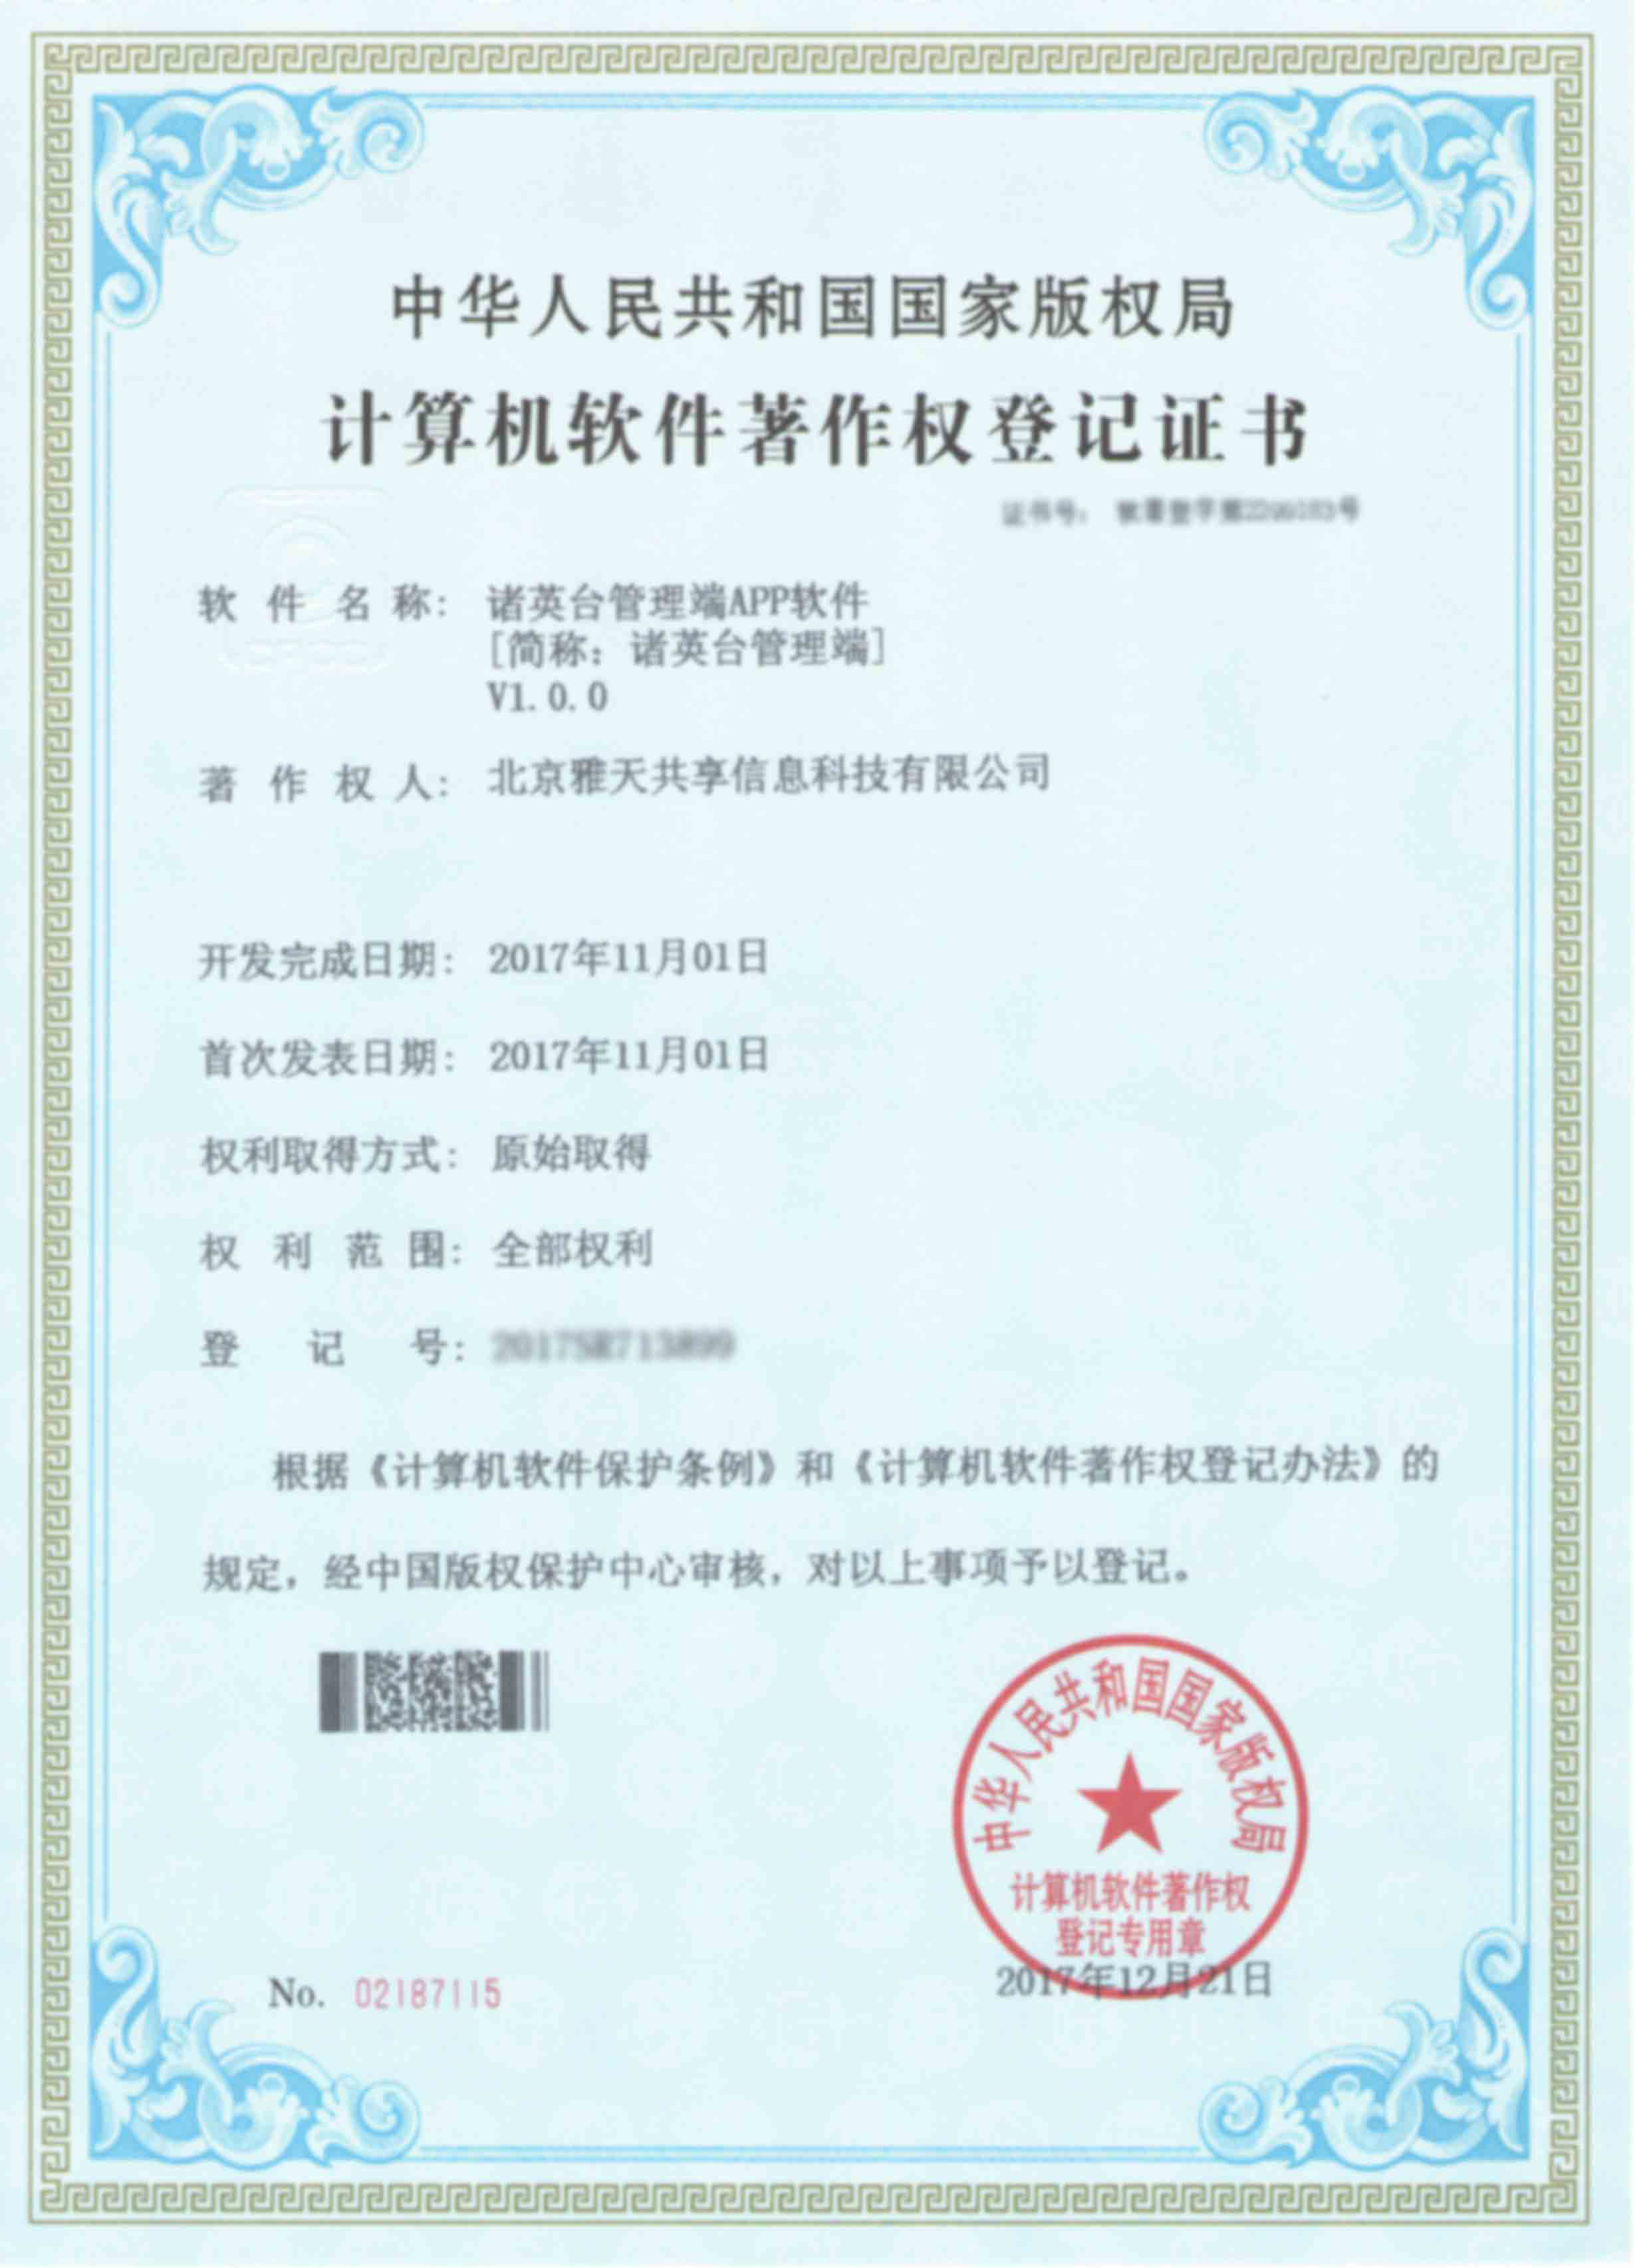 中华人民共和国国家版权局
计算机软件著作权登记证书
证书号：
软件名称： 诸英台管理端APP软件
[简称：诸英台管理端]
V1.0.0
著作权人： 北京雅天共享信息科技有限公司
开发完成日期： 2017年11月01日
首次发表日期： 2017年11月01日
权利取得方式： 原始取得
权利范围： 全部权利
登记号：
根据《计算机软件保护条例》和《计算机软件著作权登记办法》的
规定，经中国版权保护中心审核，对以上事项予以登记。
中华人民共和国国家版权局
计算机软件著作权
登记专用章
No. 02187115
2017年12月21日